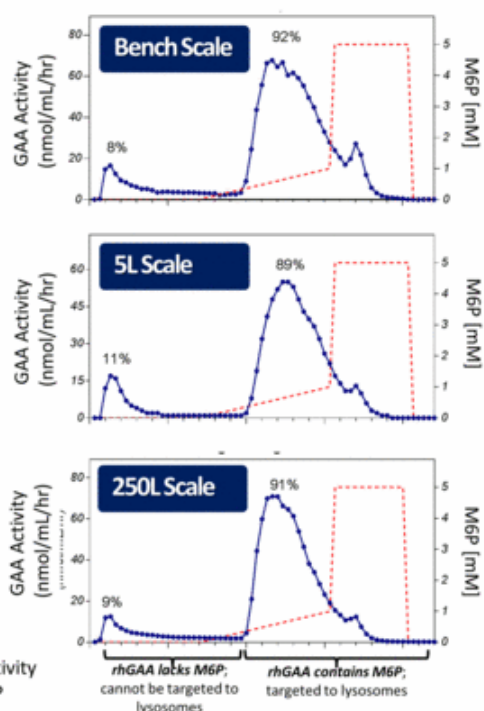 Bench Scale
92%
8%
GAA Activity
(nmol/mL/hr)
80
60
40
20
0
M6P [mM]
5
4
3
2
1
0
5L Scale
89%
11%
GAA Activity
(nmol/mL/hr)
60
45
30
15
0
M6P [mM]
5
4
3
2
1
0
250L Scale
91%
9%
GAA Activity
(nmol/mL/hr)
80
60
40
20
0
M6P [mM]
5
4
3
2
1
0
rhGAA lacks M6P;
cannot be targeted to
lysosomes
rhGAA contains M6P;
targeted to lysosomes